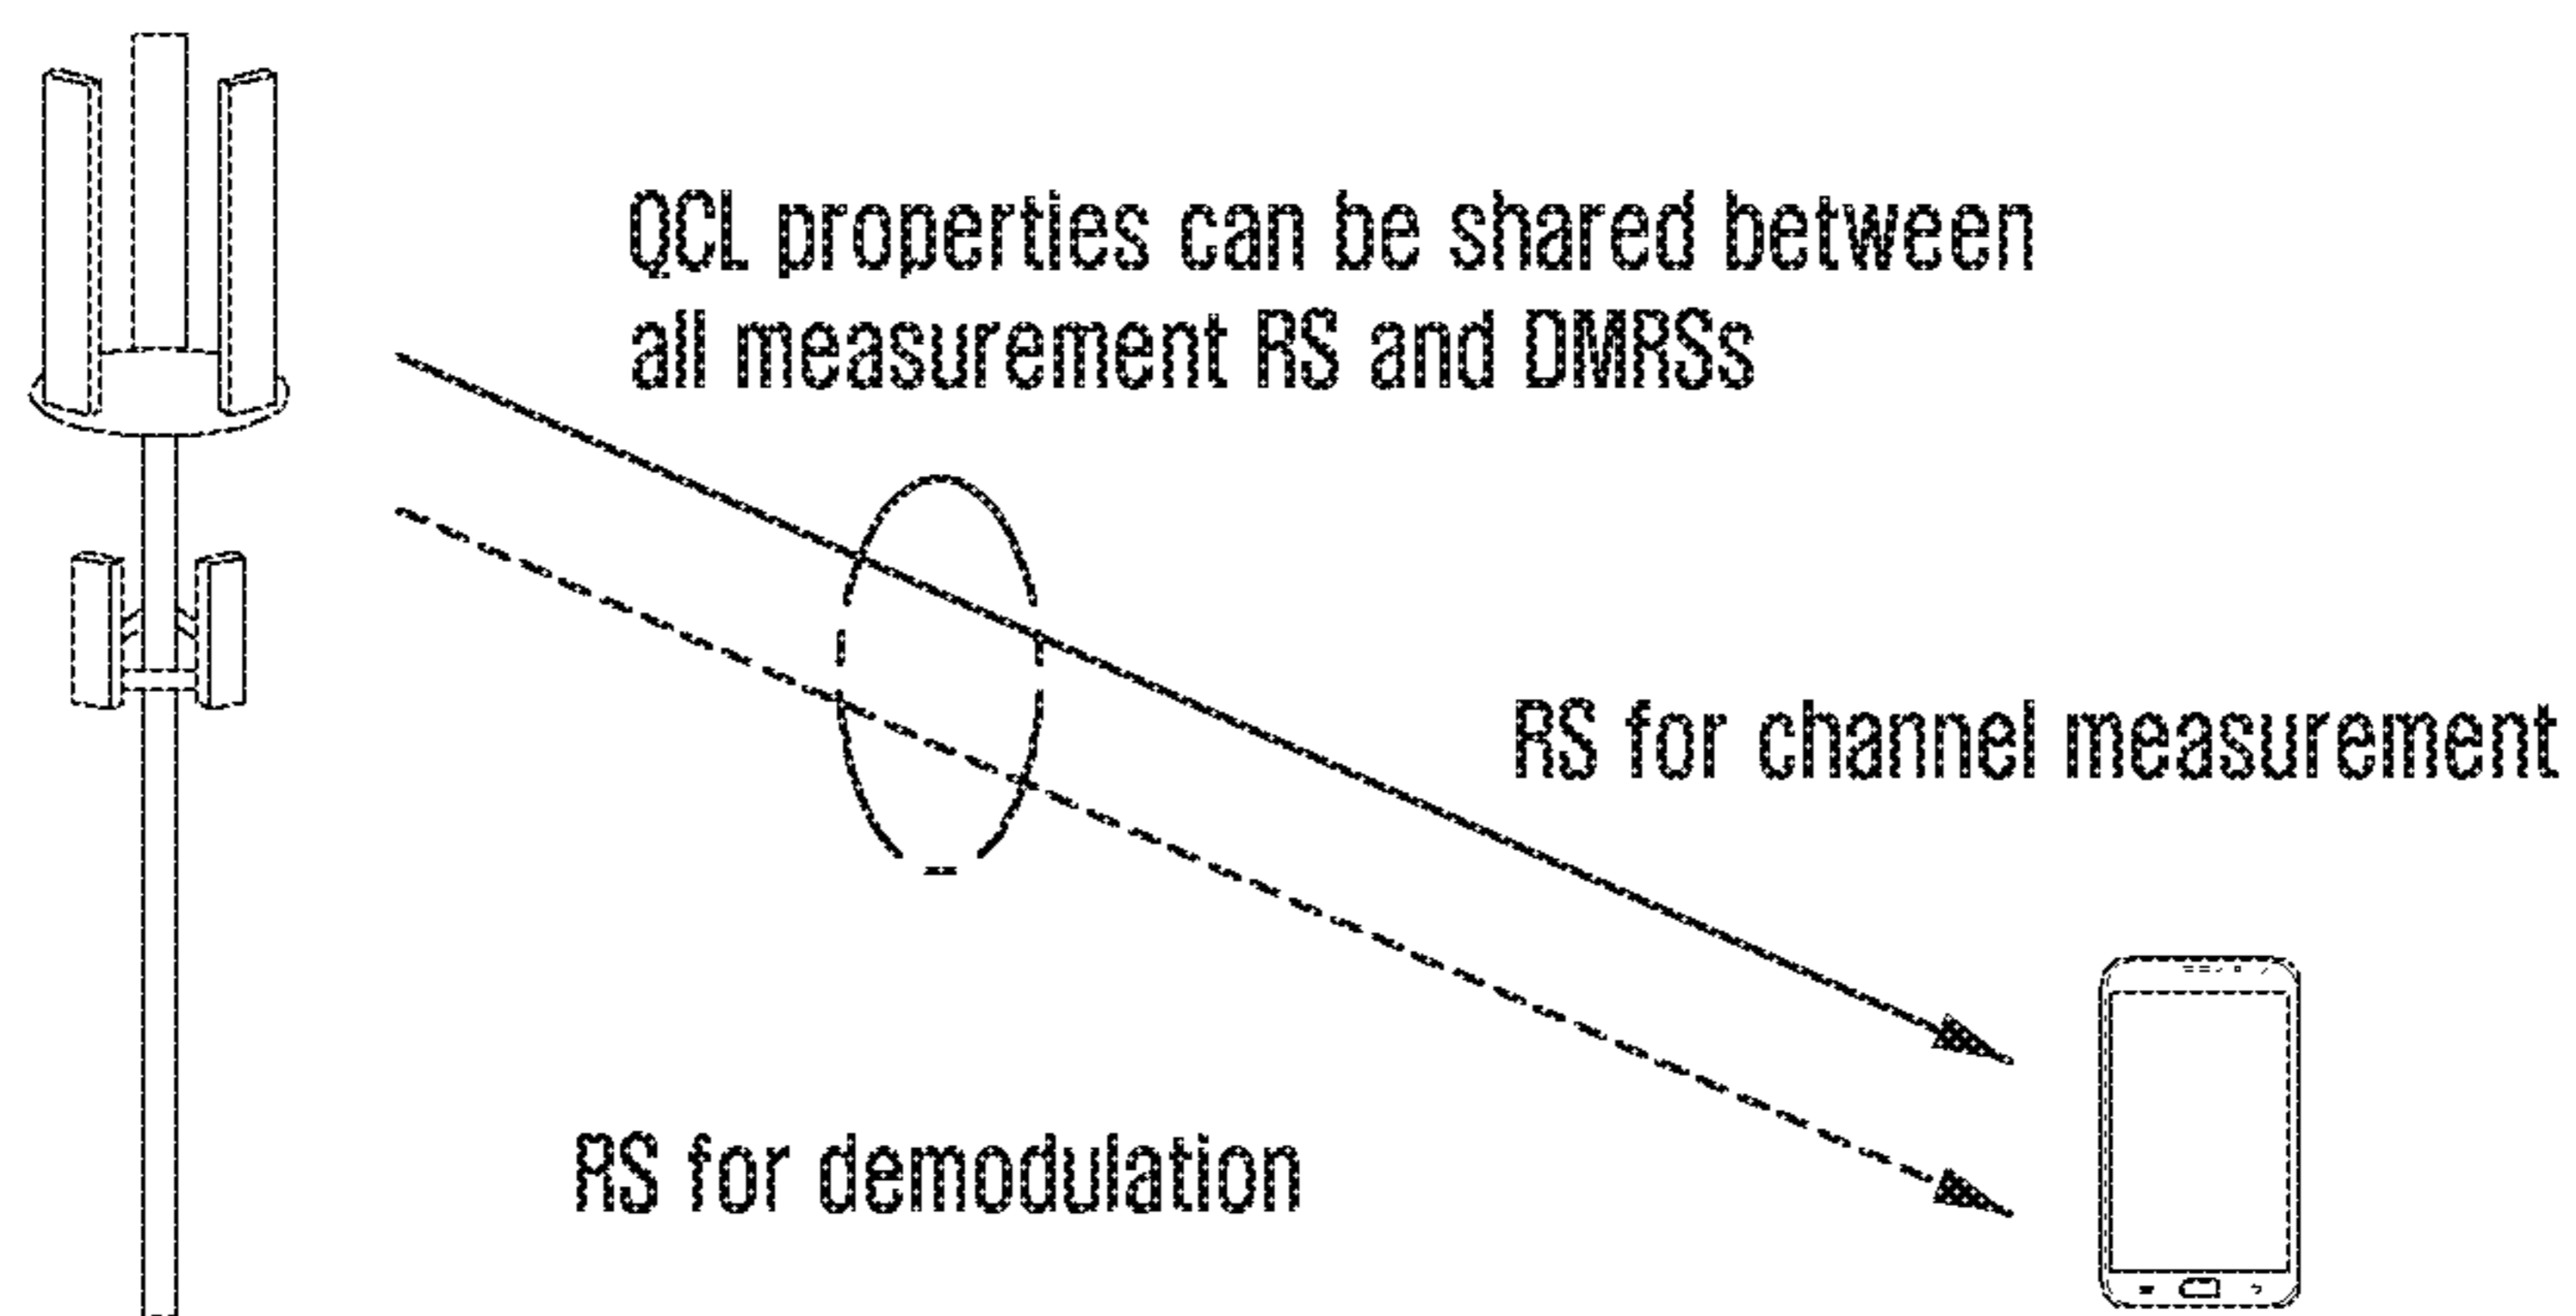 QCL properties can be shared between
all measurement RS and DMRSs
RS for channel measurement
RS for demodulation